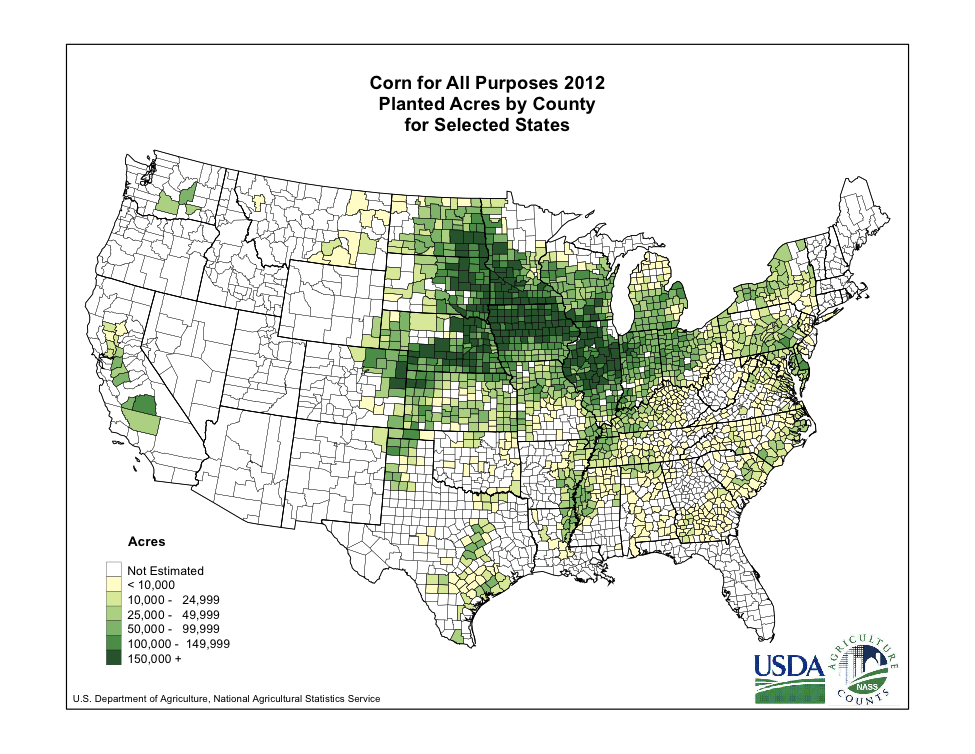 Corn for All Purposes 2012
Planted Acres by County
for Selected States
Acres
Not Estimated
< 10,000
10,000 - 24,999
25,000 - 49,999
50,000 - 99,999
100,000 - 149,999
150,000 +
U.S. Department of Agriculture, National Agricultural Statistics Service
USDA
AGRICULTURE
NASS
COUNTS